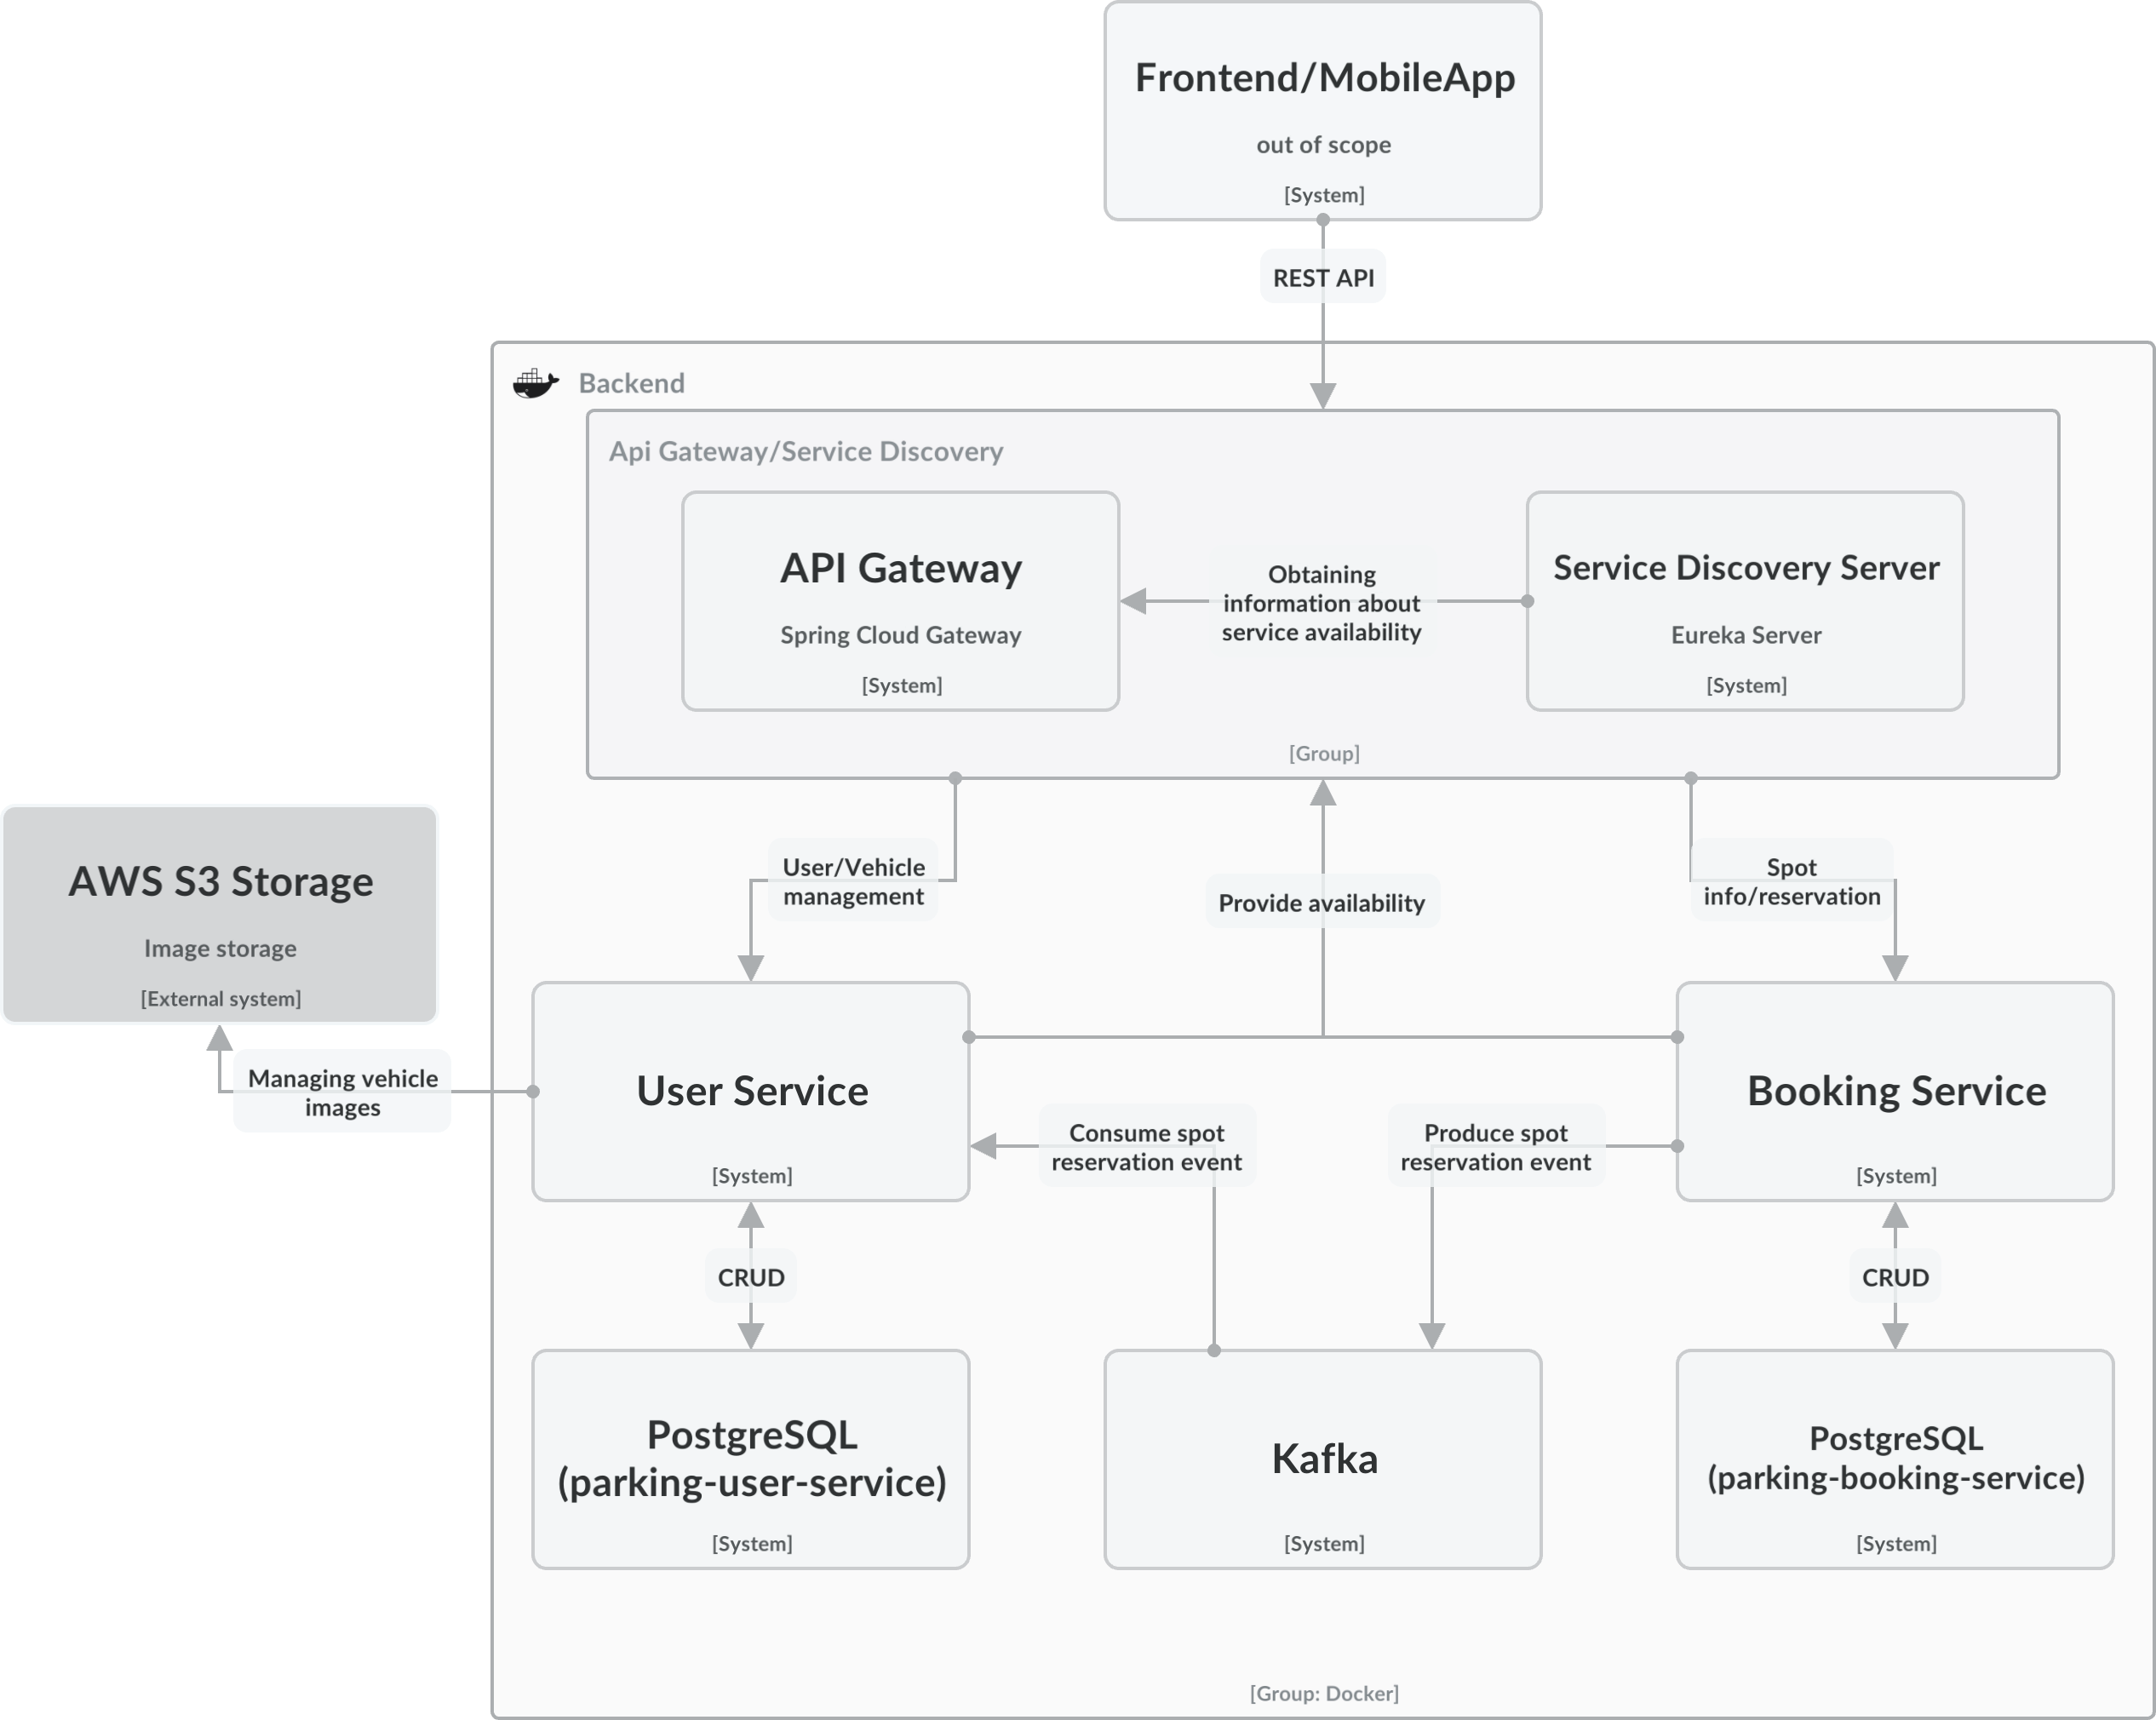 Frontend/MobileApp
out of scope
[System]
REST API
Backend
Api Gateway/Service Discovery
API Gateway
Spring Cloud Gateway
[System]
Obtaining
information about
service availability
Service Discovery Server
Eureka Server
[System]
[Group]
AWS S3 Storage
Image storage
[External system]
User/Vehicle
management
Provide availability
Spot
info/reservation
Managing vehicle
images
User Service
[System]
Consume spot
reservation event
Produce spot
reservation event
Booking Service
[System]
CRUD
CRUD
PostgreSQL
(parking-user-service)
[System]
Kafka
[System]
PostgreSQL
(parking-booking-service)
[System]
[Group: Docker]